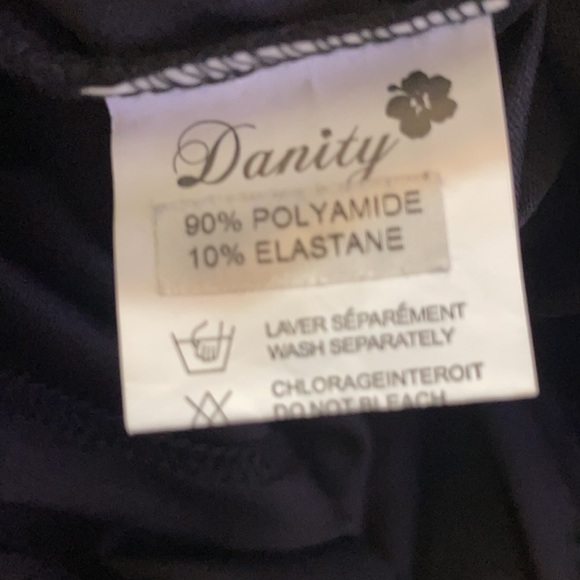 Danity
90% POLYAMIDE
10% ELASTANE
LAVER SÉPARÉMENT
WASH SEPARATELY
CHLORAGEINTEROIT
DO NOT BLEACH